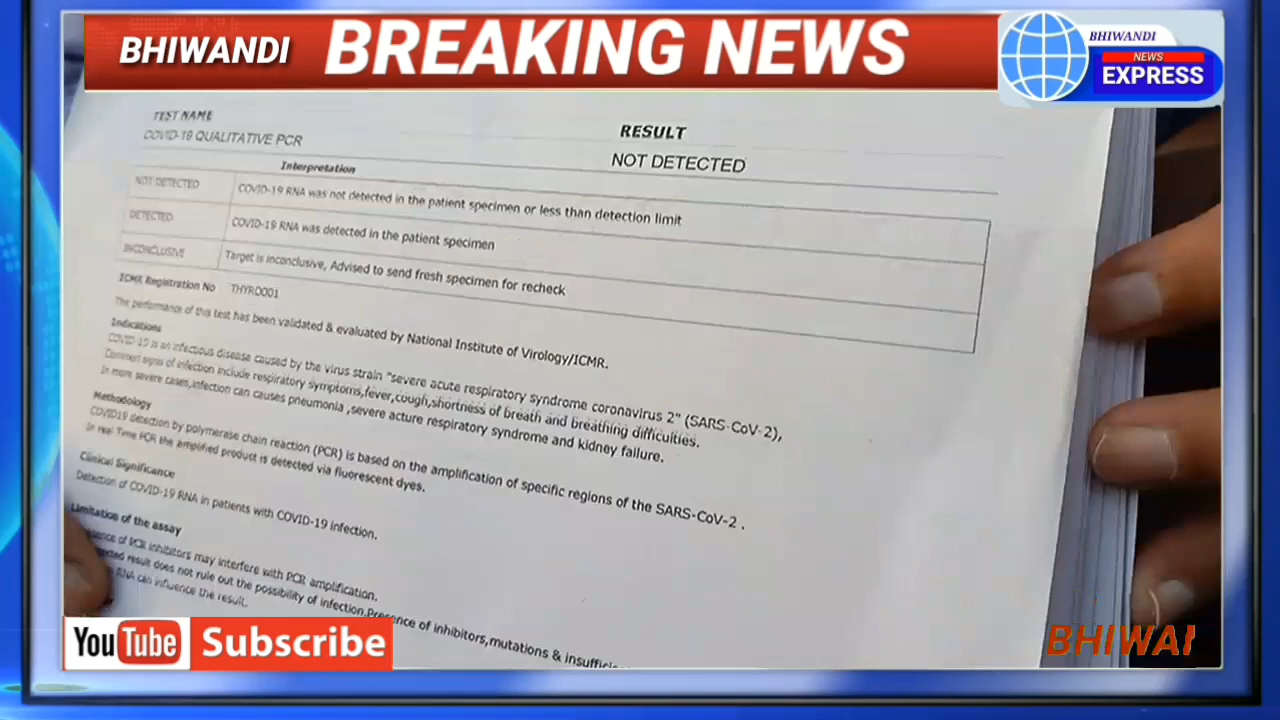 BHIWANDI BREAKING NEWS
BHIWANDI
NEWS
EXPRESS
TEST NAME
RESULT
COVID-19 QUALITATIVE PCR
NOT DETECTED
Interpretation
NOT DETECTED COVID-19 RNA was not detected in the patient specimen or less than detection limit
DETECTED COVID-19 RNA was detected in the patient specimen
INCONCLUSIVE Target is inconclusive, Advised to send fresh specimen for recheck
ICMR Registration No THYRO001
The performance of this test has been validated & evaluated by National Institute of Virology/ICMR.
Indications
COVID-19 is an infectious disease caused by the virus strain "severe acute respiratory syndrome coronavirus 2" (SARS-CoV-2),
Common signs of infection include respiratory symptoms,fever,cough,shortness of breath and breathing difficulties.
In more severe cases,infection can causes pneumonia ,severe acture respiratory syndrome and kidney failure.
Methodology
COVID19 detection by polymerase chain reaction (PCR) is based on the amplification of specific regions of the SARS-CoV-2 .
In real Time PCR the amplified product is detected via fluorescent dyes.
Clinical Significance
Detection of COVID-19 RNA in patients with COVID-19 infection.
Limitation of the assay
of PCR inhibitors may interfere with PCR amplification.
result does not rule out the possibility of infection,Presence of inhibitors,mutations &
RNA can influence the result.
YouTube Subscribe
BHIWAN